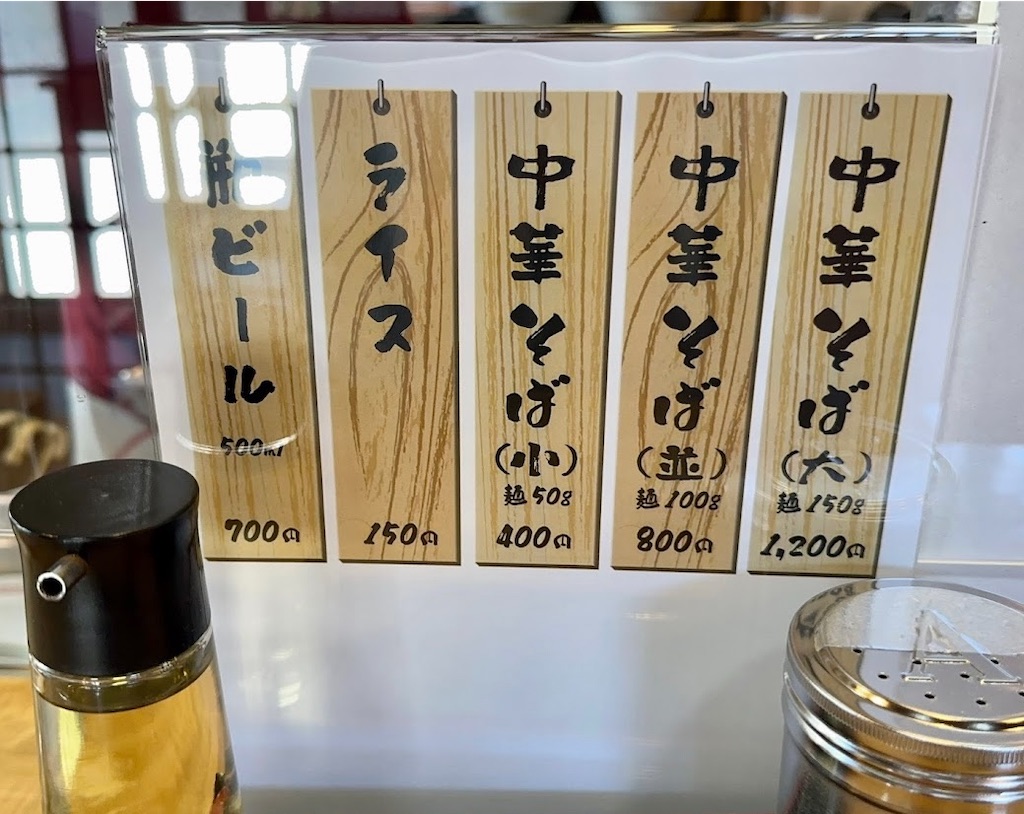 中華そば
(大)
麺150g
1,200円
中華そば
(並)
麺100g
800円
中華そば
(小)
麺50g
400円
ライス
150円
瓶ビール
500ml
700円
A